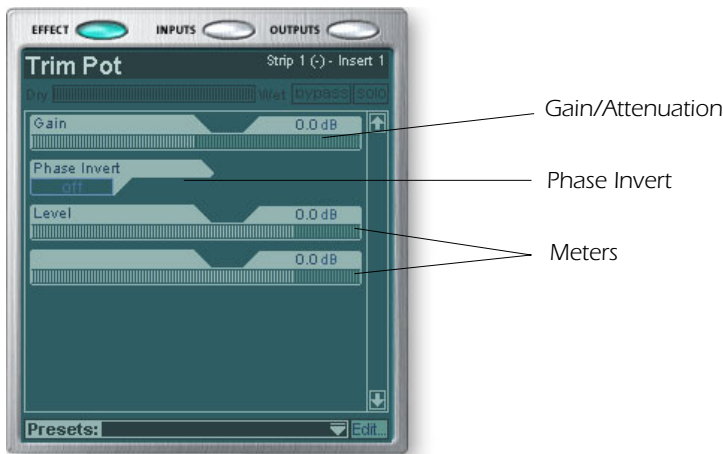 EFFECT INPUTS OUTPUTS
Trim Pot Strip 1 (-) - Insert 1
Dry Wet bypass solo
Gain 0.0 dB
Gain/Attenuation
Phase Invert
off
Phase Invert
Level 0.0 dB
Meters
0.0 dB
Presets: Edit...